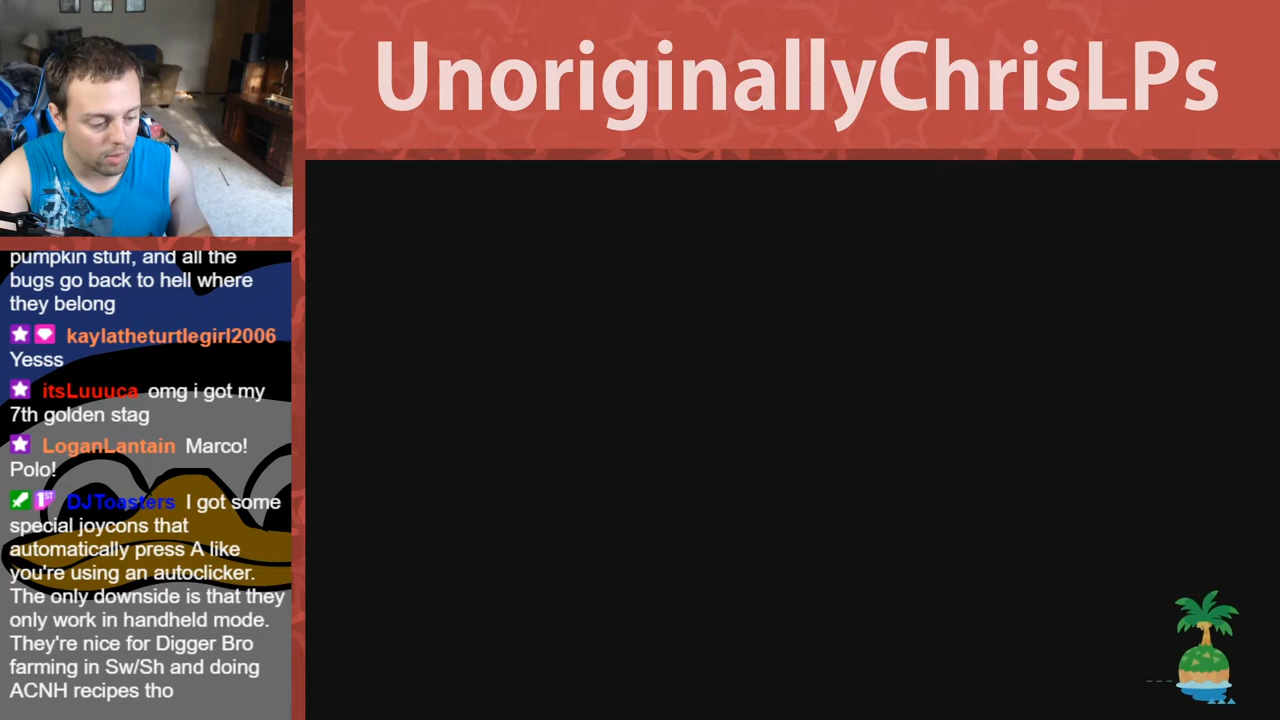 UnoriginallyChrisLPs
pumpkin stuff, and all the
bugs go back to hell where
they belong
kaylatheturtlegirl2006
Yesss
itsLuuuca omg i got my
7th golden stag
LoganLantain Marco!
Polo!
1ST DJToasters I got some
special joycons that
automatically press A like
you're using an autoclicker.
The only downside is that they
only work in handheld mode.
They're nice for Digger Bro
farming in Sw/Sh and doing
ACNH recipes tho